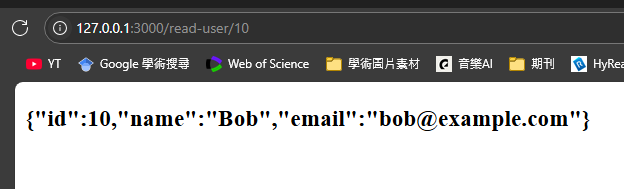 127.0.0.1:3000/read-user/10
YT Google 學術搜尋 Web of Science 學術圖片素材 音樂AI 期刊 HyRea
{"id":10,"name":"Bob","email":"bob@example.com"}